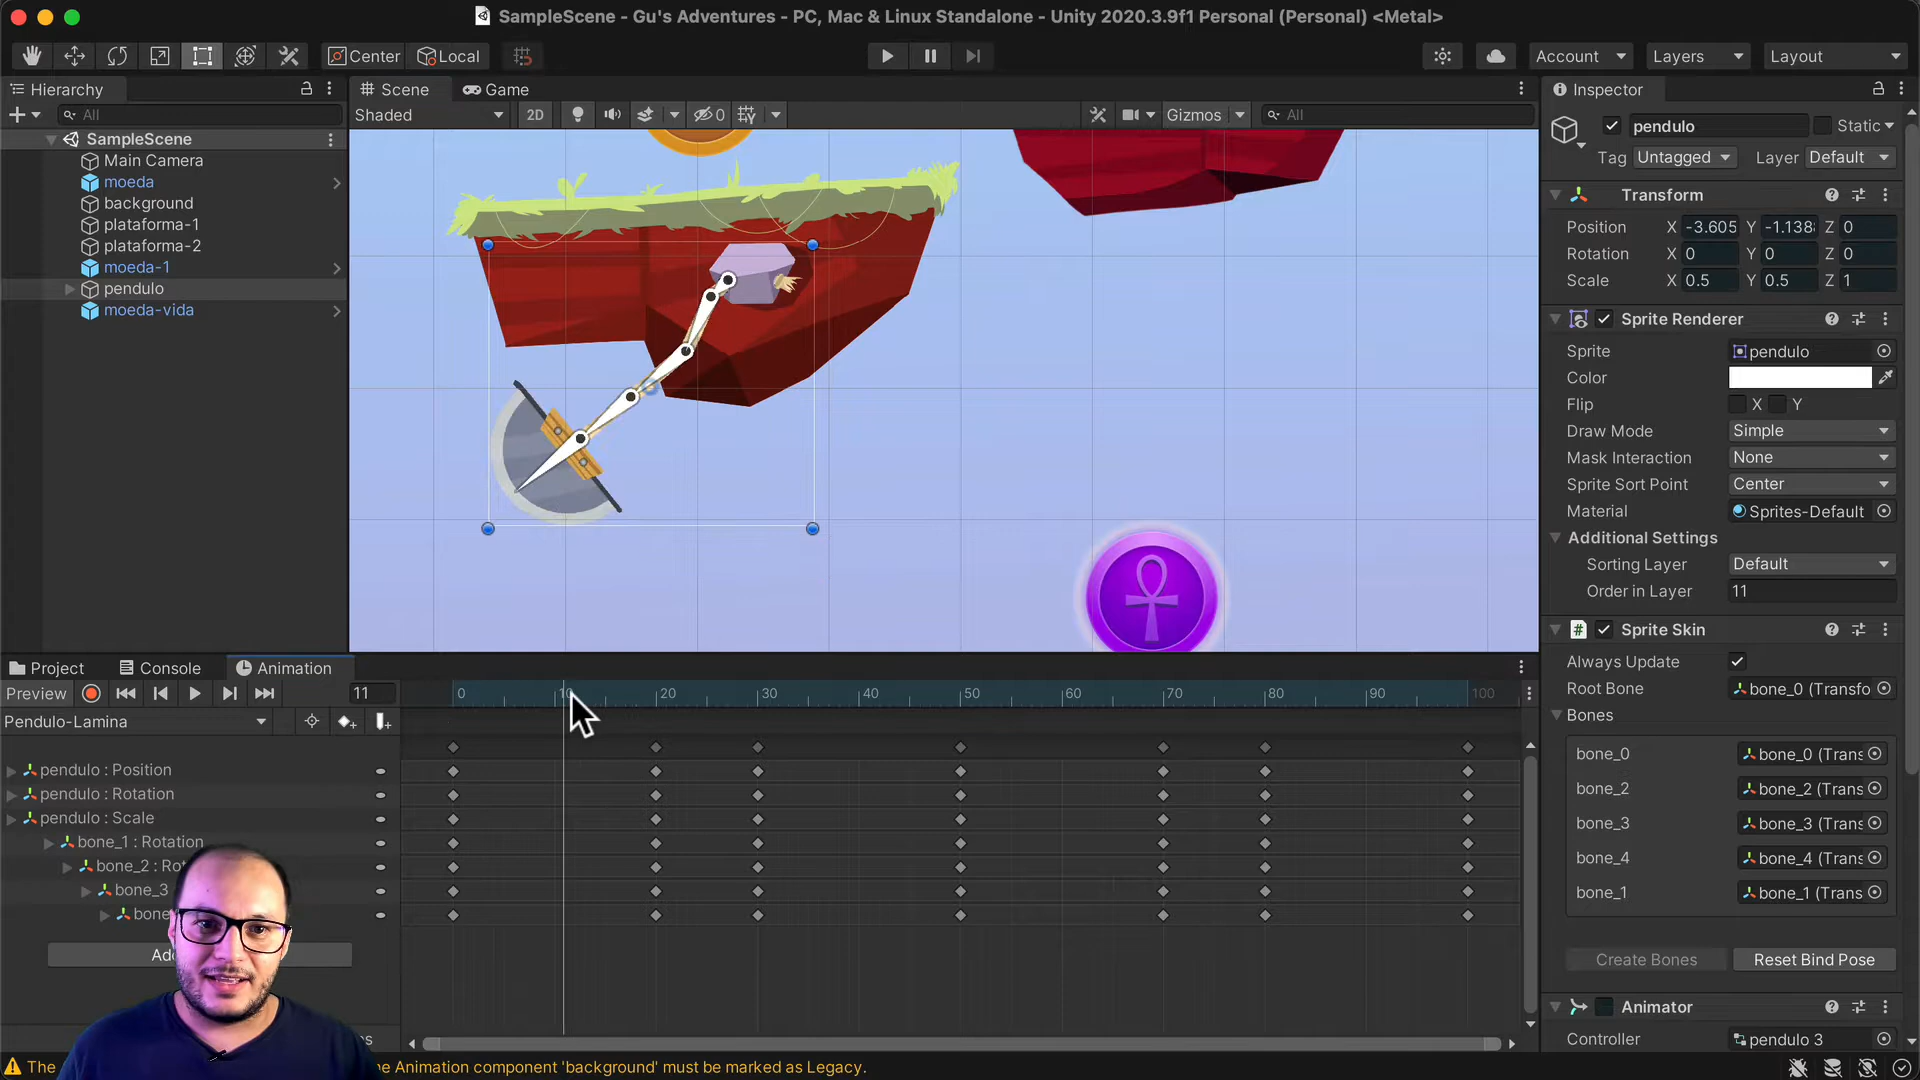 SampleScene - Gu's Adventures - PC, Mac & Linux Standalone - Unity 2020.3.9f1 Personal (Personal) <Metal>
Center Local Account Layers Layout
Hierarchy
All
SampleScene
Main Camera
moeda
background
plataforma-1
plataforma-2
moeda-1
pendulo
moeda-vida
Scene Game
Shaded 2D 0 Gizmos All
Inspector
pendulo Static
Tag Untagged Layer Default
Transform
Position X -3.605 Y -1.138 Z 0
Rotation X 0 Y 0 Z 0
Scale X 0.5 Y 0.5 Z 1
Sprite Renderer
Sprite pendulo
Color
Flip X Y
Draw Mode Simple
Mask Interaction None
Sprite Sort Point Center
Material Sprites-Default
Additional Settings
Sorting Layer Default
Order in Layer 11
Sprite Skin
Always Update
Root Bone bone_0 (Transfo
Bones
bone_0 bone_0 (Trans
bone_2 bone_2 (Trans
bone_3 bone_3 (Trans
bone_4 bone_4 (Trans
bone_1 bone_1 (Trans
Create Bones Reset Bind Pose
Animator
Controller pendulo 3
Project Console Animation
Preview 11 0 10 20 30 40 50 60 70 80 90 100
Pendulo-Lamina
pendulo : Position
pendulo : Rotation
pendulo : Scale
bone_1 : Rotation
bone_2 : Rot
bone_3
bone
Ad
The
e Animation component 'background' must be marked as Legacy.